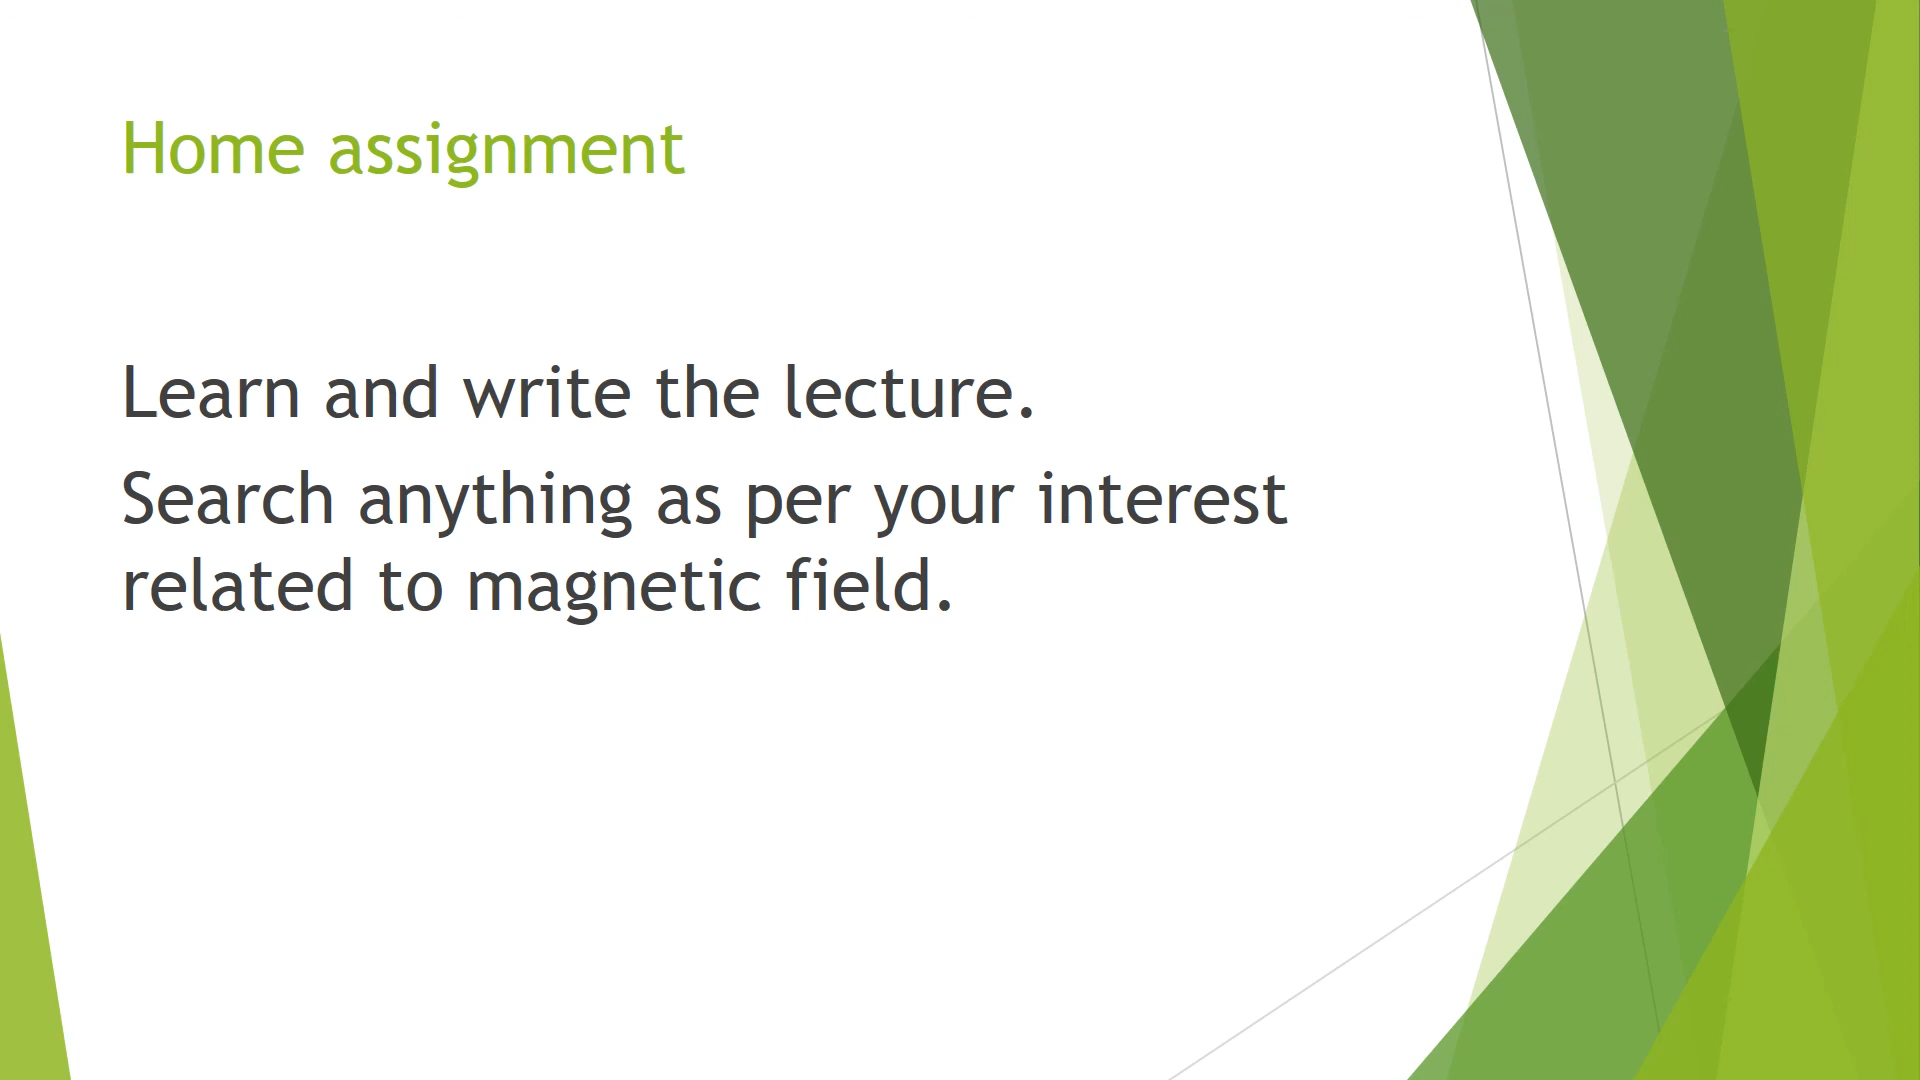 Home assignment
Learn and write the lecture.
Search anything as per your interest
related to magnetic field.